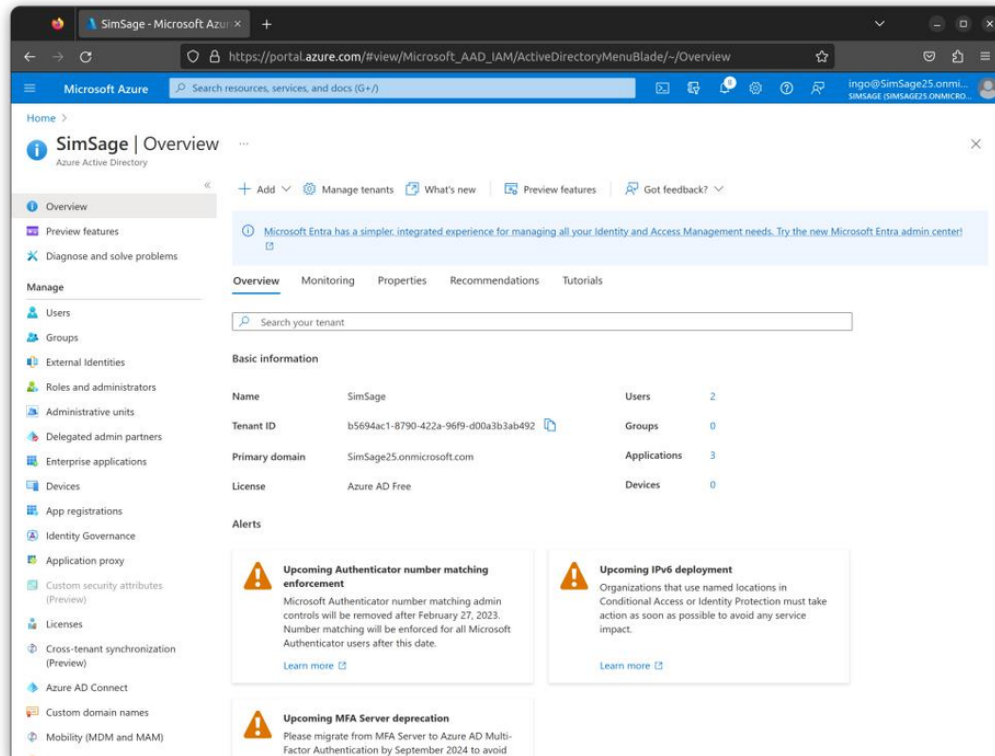 SimSage - Microsoft Azur
https://portal.azure.com/#view/Microsoft_AAD_IAM/ActiveDirectoryMenuBlade/~/Overview
Microsoft Azure
Search resources, services, and docs (G+/)
ingo@SimSage25.onmi...
SIMSAGE (SIMSAGE25.ONMICRO...
Home >
SimSage | Overview ...
Azure Active Directory
Add
Manage tenants
What's new
Preview features
Got feedback?
Overview
Preview features
Diagnose and solve problems
Manage
Users
Groups
External Identities
Roles and administrators
Administrative units
Delegated admin partners
Enterprise applications
Devices
App registrations
Identity Governance
Application proxy
Custom security attributes
(Preview)
Licenses
Cross-tenant synchronization
(Preview)
Azure AD Connect
Custom domain names
Mobility (MDM and MAM)
Microsoft Entra has a simpler, integrated experience for managing all your Identity and Access Management needs. Try the new Microsoft Entra admin center!
Overview Monitoring Properties Recommendations Tutorials
Search your tenant
Basic information
Name SimSage Users 2
Tenant ID b5694ac1-8790-422a-96f9-d00a3b3ab492 Groups 0
Primary domain SimSage25.onmicrosoft.com Applications 3
License Azure AD Free Devices 0
Alerts
Upcoming Authenticator number matching
enforcement
Microsoft Authenticator number matching admin
controls will be removed after February 27, 2023.
Number matching will be enforced for all Microsoft
Authenticator users after this date.
Learn more
Upcoming IPv6 deployment
Organizations that use named locations in
Conditional Access or Identity Protection must take
action as soon as possible to avoid any service
impact.
Learn more
Upcoming MFA Server deprecation
Please migrate from MFA Server to Azure AD Multi-
Factor Authentication by September 2024 to avoid